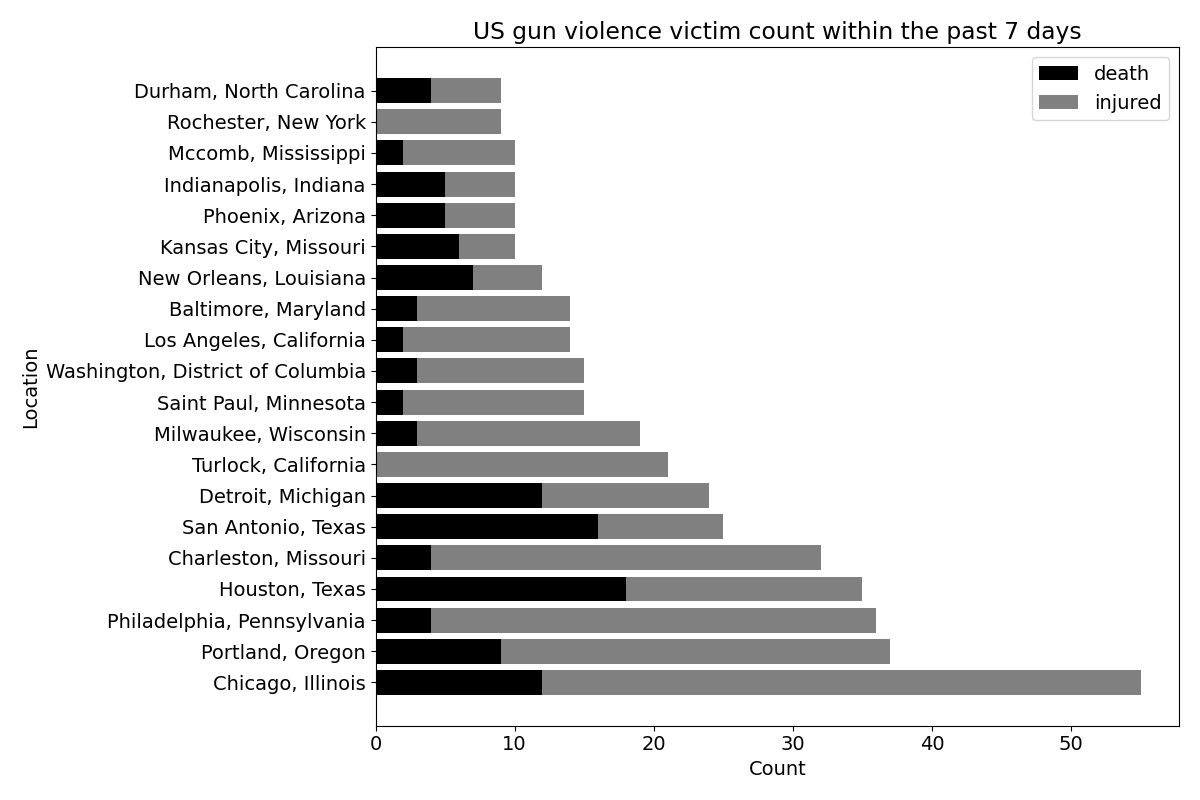 US gun violence victim count within the past 7 days
death
injured
Location
Durham, North Carolina
Rochester, New York
Mccomb, Mississippi
Indianapolis, Indiana
Phoenix, Arizona
Kansas City, Missouri
New Orleans, Louisiana
Baltimore, Maryland
Los Angeles, California
Washington, District of Columbia
Saint Paul, Minnesota
Milwaukee, Wisconsin
Turlock, California
Detroit, Michigan
San Antonio, Texas
Charleston, Missouri
Houston, Texas
Philadelphia, Pennsylvania
Portland, Oregon
Chicago, Illinois
0 10 20 30 40 50
Count